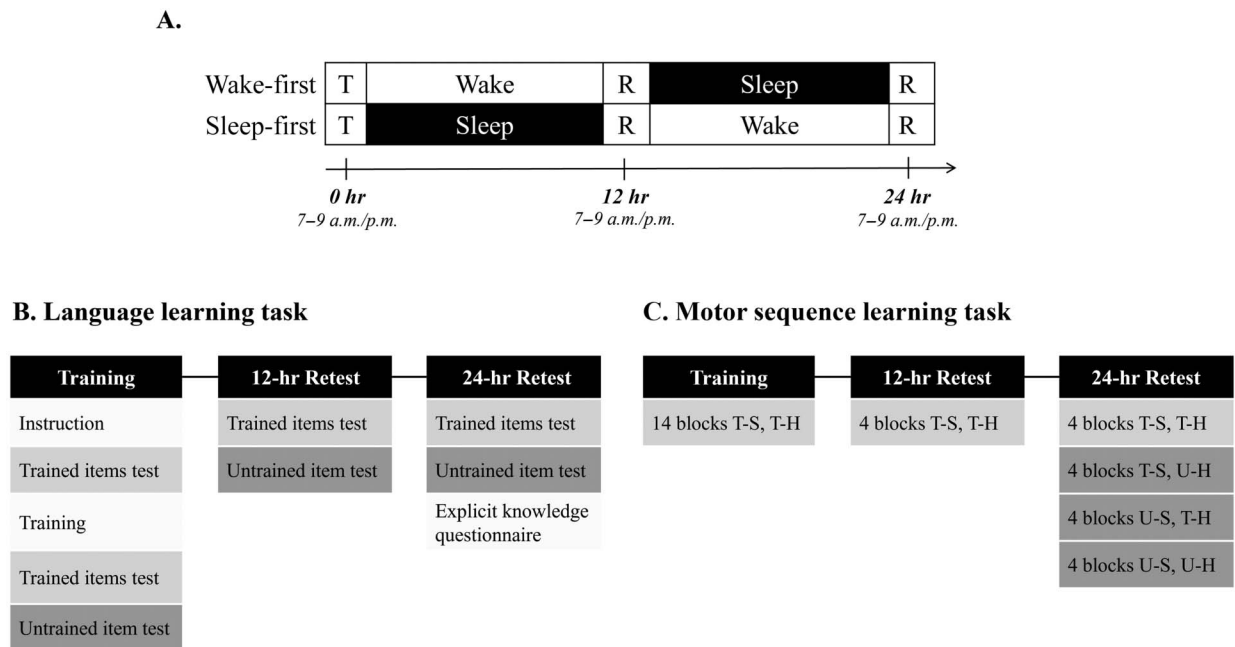 A.
Wake-first T Wake R Sleep R
Sleep-first T Sleep R Wake R
0 hr 12 hr 24 hr
7–9 a.m./p.m. 7–9 a.m./p.m. 7–9 a.m./p.m.
B. Language learning task
Training 12-hr Retest 24-hr Retest
Instruction Trained items test Trained items test
Trained items test Untrained item test Untrained item test
Training Explicit knowledge
questionnaire
Trained items test
Untrained item test
C. Motor sequence learning task
Training 12-hr Retest 24-hr Retest
14 blocks T-S, T-H 4 blocks T-S, T-H 4 blocks T-S, T-H
4 blocks T-S, U-H
4 blocks U-S, T-H
4 blocks U-S, U-H